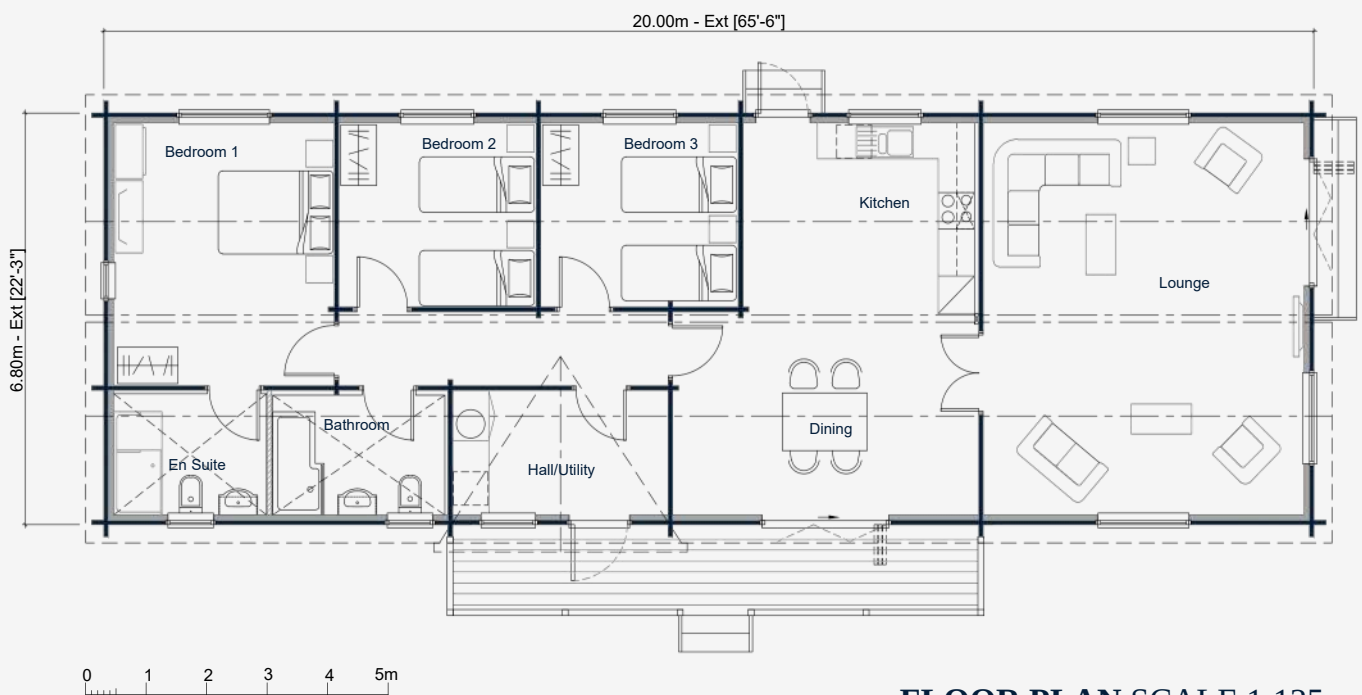 20.00m - Ext [65'-6"]
Bedroom 1
Bedroom 2
Bedroom 3
Kitchen
6.80m - Ext [22'-3"]
Lounge
Bathroom
Dining
En Suite
Hall/Utility
0 1 2 3 4 5m
FLOOR PLAN SCALE 1:125